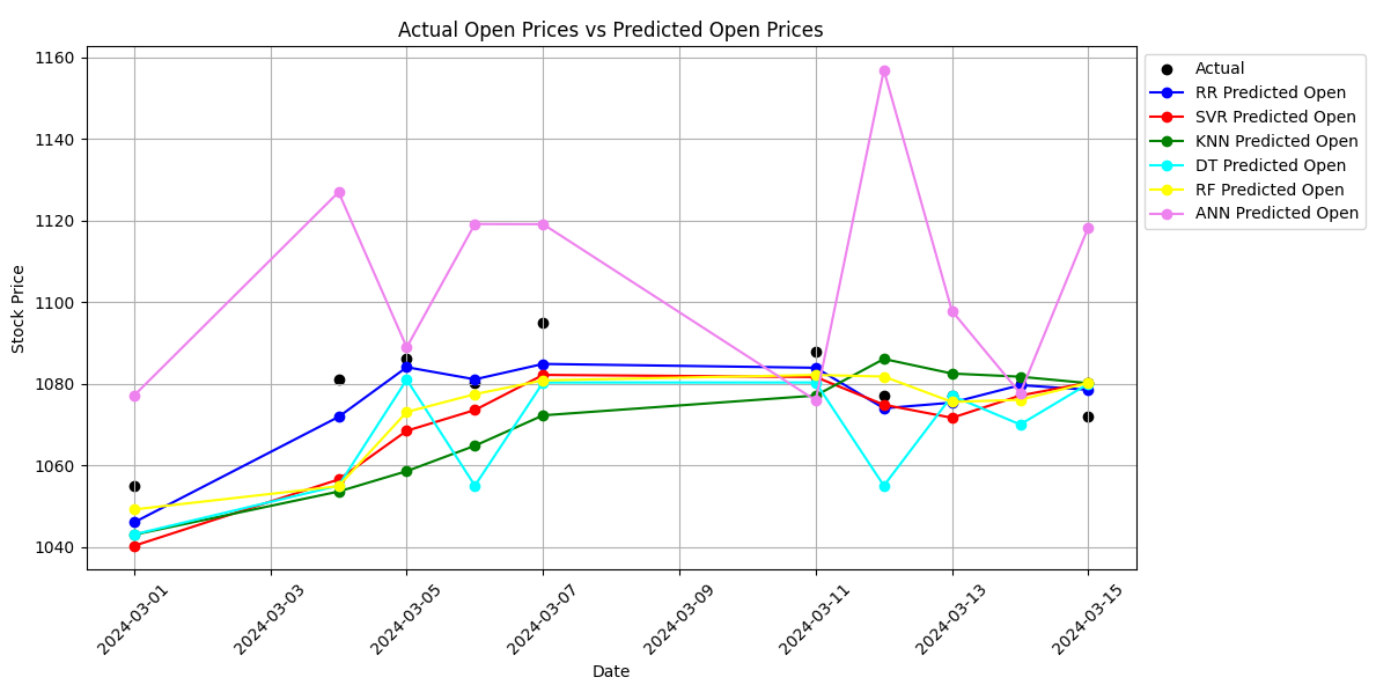 Actual Open Prices vs Predicted Open Prices
1160
1140
1120
1100
1080
1060
1040
Stock Price
2024-03-01
2024-03-03
2024-03-05
2024-03-07
2024-03-09
2024-03-11
2024-03-13
2024-03-15
Date
Actual
RR Predicted Open
SVR Predicted Open
KNN Predicted Open
DT Predicted Open
RF Predicted Open
ANN Predicted Open